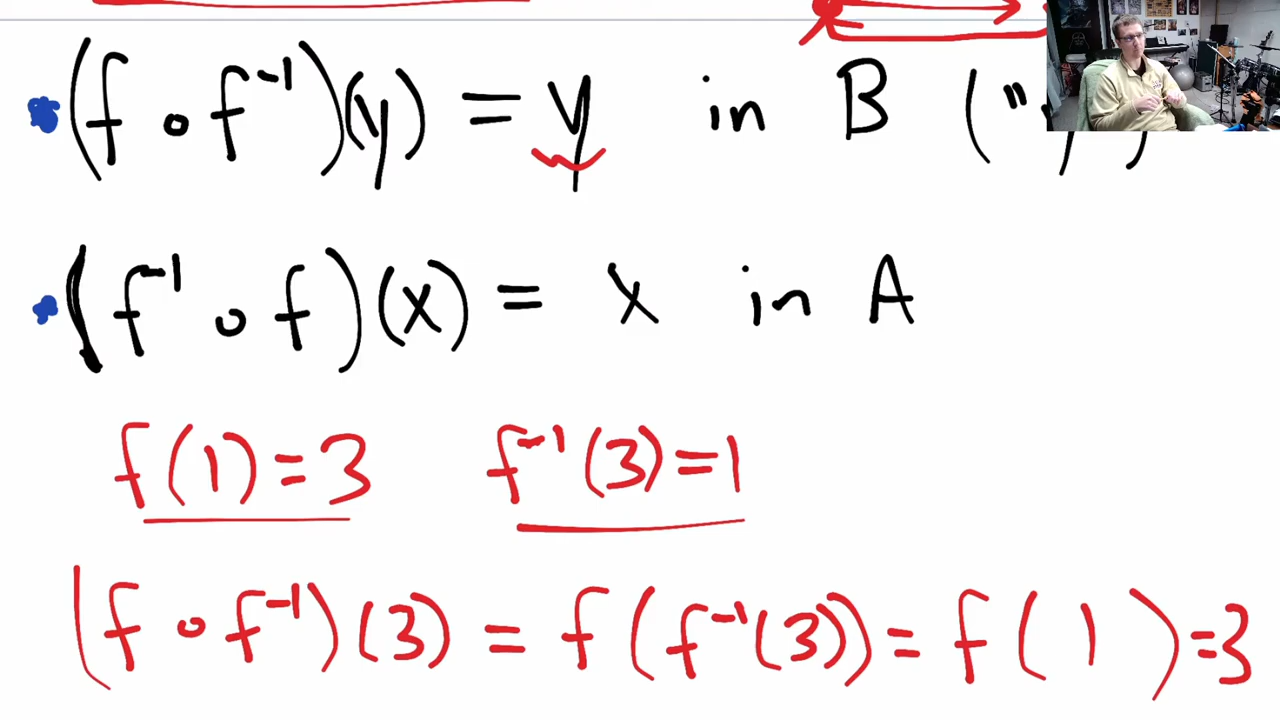 (f ∘ f⁻¹)(y) = y in B ("
(f⁻¹ ∘ f)(x) = x in A
f(1) = 3 f⁻¹(3) = 1
(f ∘ f⁻¹)(3) = f(f⁻¹(3)) = f(1) = 3